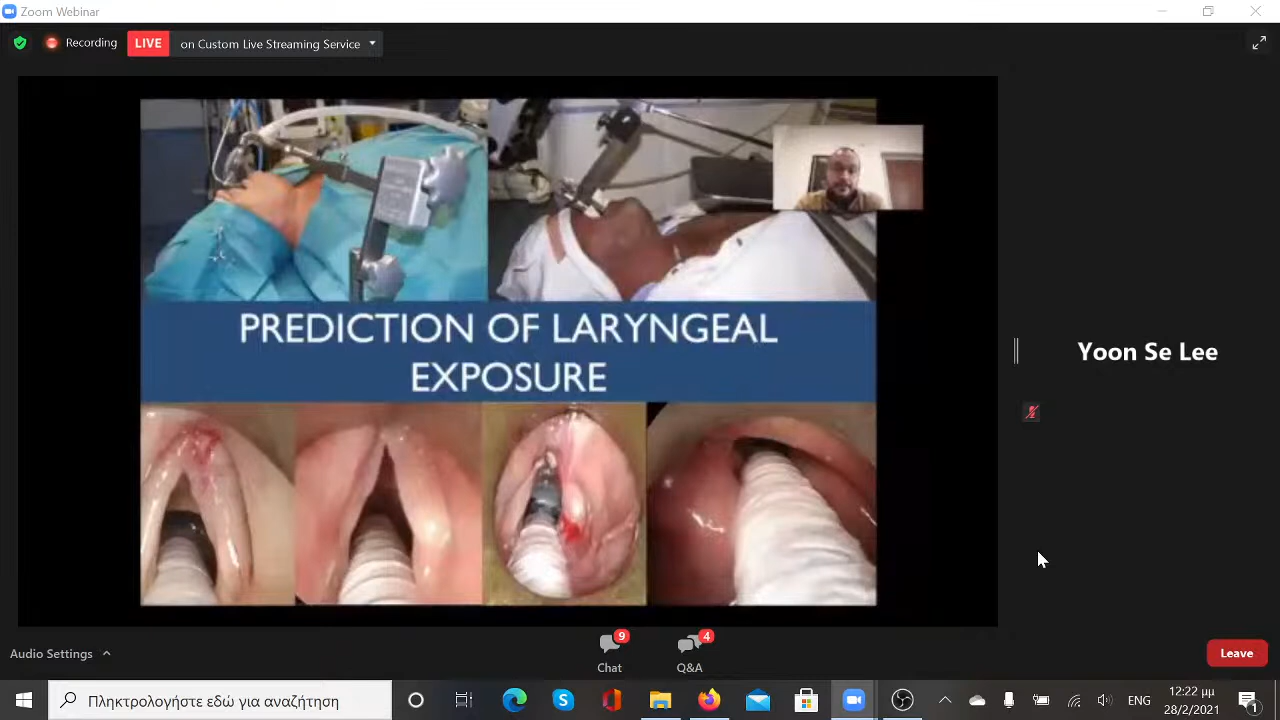 Zoom Webinar
Recording
LIVE
on Custom Live Streaming Service
PREDICTION OF LARYNGEAL
EXPOSURE
Yoon Se Lee
Audio Settings
9
Chat
4
Q&A
Leave
Πληκτρολογήστε εδώ για αναζήτηση
ENG
12:22 μμ
28/2/2021
1